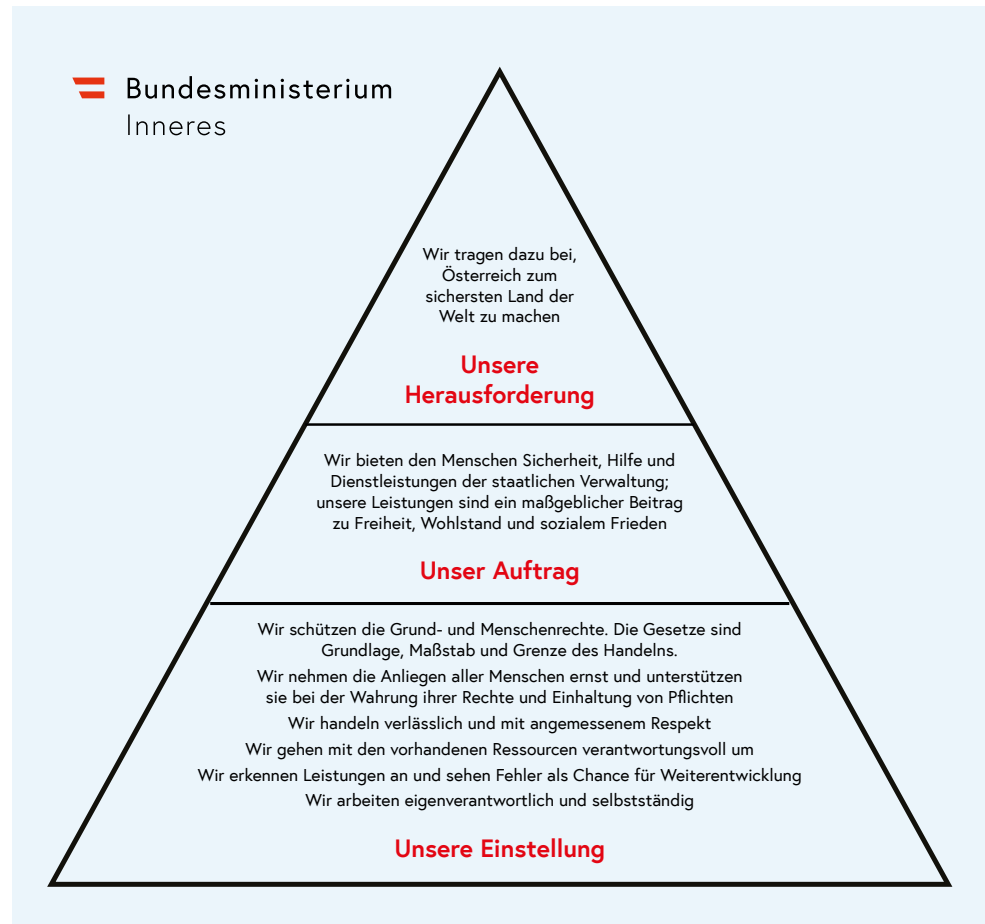 Bundesministerium
Inneres
Wir tragen dazu bei,
Österreich zum
sichersten Land der
Welt zu machen
Unsere
Herausforderung
Wir bieten den Menschen Sicherheit, Hilfe und
Dienstleistungen der staatlichen Verwaltung;
unsere Leistungen sind ein maßgeblicher Beitrag
zu Freiheit, Wohlstand und sozialem Frieden
Unser Auftrag
Wir schützen die Grund- und Menschenrechte. Die Gesetze sind
Grundlage, Maßstab und Grenze des Handelns.
Wir nehmen die Anliegen aller Menschen ernst und unterstützen
sie bei der Wahrung ihrer Rechte und Einhaltung von Pflichten
Wir handeln verlässlich und mit angemessenem Respekt
Wir gehen mit den vorhandenen Ressourcen verantwortungsvoll um
Wir erkennen Leistungen an und sehen Fehler als Chance für Weiterentwicklung
Wir arbeiten eigenverantwortlich und selbstständig
Unsere Einstellung